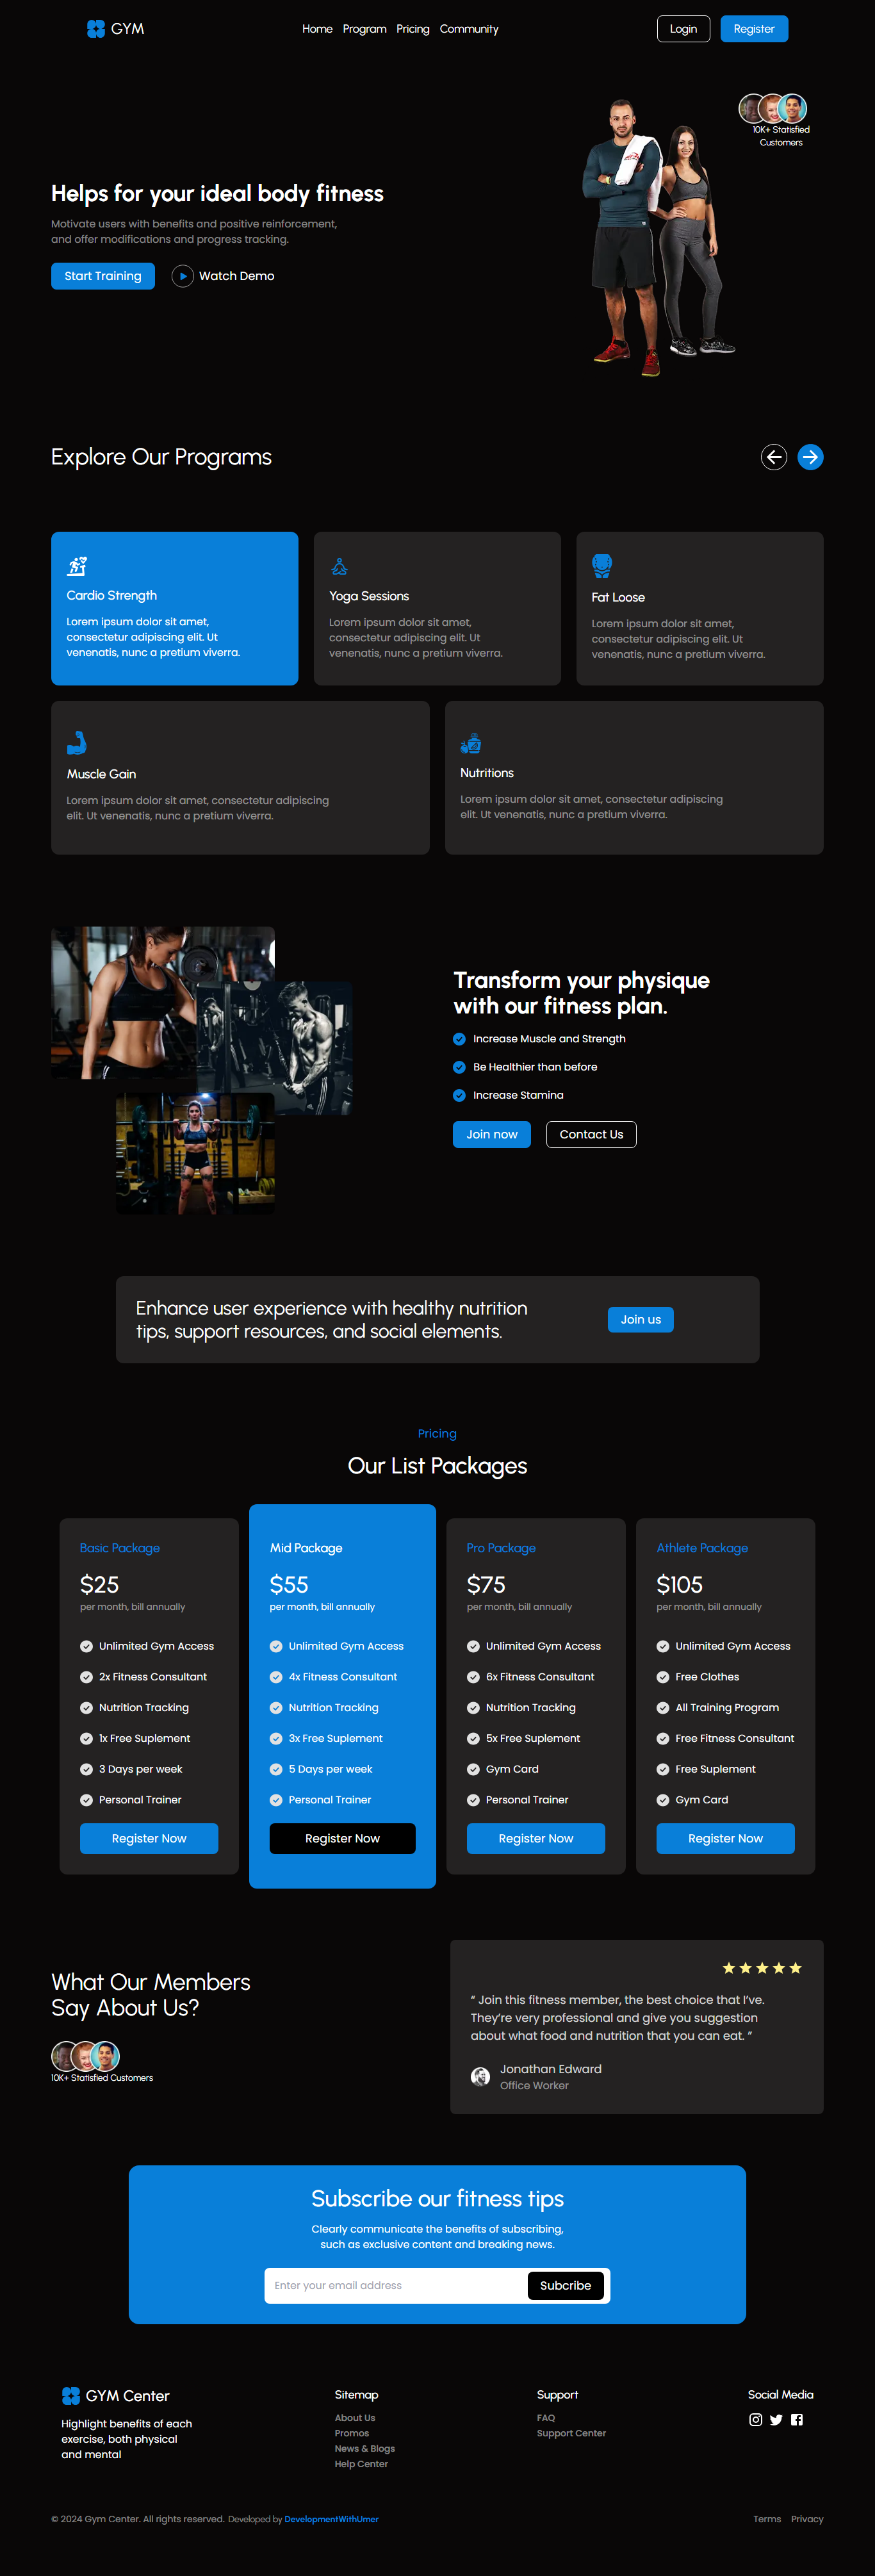 GYM
Home Program Pricing Community
Login Register
10K+ Statisfied
Customers
Helps for your ideal body fitness
Motivate users with benefits and positive reinforcement,
and offer modifications and progress tracking.
Start Training Watch Demo
Explore Our Programs
Cardio Strength
Lorem ipsum dolor sit amet,
consectetur adipiscing elit. Ut
venenatis, nunc a pretium viverra.
Yoga Sessions
Lorem ipsum dolor sit amet,
consectetur adipiscing elit. Ut
venenatis, nunc a pretium viverra.
Fat Loose
Lorem ipsum dolor sit amet,
consectetur adipiscing elit. Ut
venenatis, nunc a pretium viverra.
Muscle Gain
Lorem ipsum dolor sit amet, consectetur adipiscing
elit. Ut venenatis, nunc a pretium viverra.
Nutritions
Lorem ipsum dolor sit amet, consectetur adipiscing
elit. Ut venenatis, nunc a pretium viverra.
Transform your physique
with our fitness plan.
Increase Muscle and Strength
Be Healthier than before
Increase Stamina
Join now Contact Us
Enhance user experience with healthy nutrition
tips, support resources, and social elements.
Join us
Pricing
Our List Packages
Basic Package
$25
per month, bill annually
Unlimited Gym Access
2x Fitness Consultant
Nutrition Tracking
1x Free Suplement
3 Days per week
Personal Trainer
Register Now
Mid Package
$55
per month, bill annually
Unlimited Gym Access
4x Fitness Consultant
Nutrition Tracking
3x Free Suplement
5 Days per week
Personal Trainer
Register Now
Pro Package
$75
per month, bill annually
Unlimited Gym Access
6x Fitness Consultant
Nutrition Tracking
5x Free Suplement
Gym Card
Personal Trainer
Register Now
Athlete Package
$105
per month, bill annually
Unlimited Gym Access
Free Clothes
All Training Program
Free Fitness Consultant
Free Suplement
Gym Card
Register Now
What Our Members
Say About Us?
10K+ Statisfied Customers
“ Join this fitness member, the best choice that I’ve.
They’re very professional and give you suggestion
about what food and nutrition that you can eat. ”
Jonathan Edward
Office Worker
Subscribe our fitness tips
Clearly communicate the benefits of subscribing,
such as exclusive content and breaking news.
Enter your email address Subcribe
GYM Center
Highlight benefits of each
exercise, both physical
and mental
Sitemap
About Us
Promos
News & Blogs
Help Center
Support
FAQ
Support Center
Social Media
© 2024 Gym Center. All rights reserved. Developed by DevelopmentWithUmer
Terms Privacy